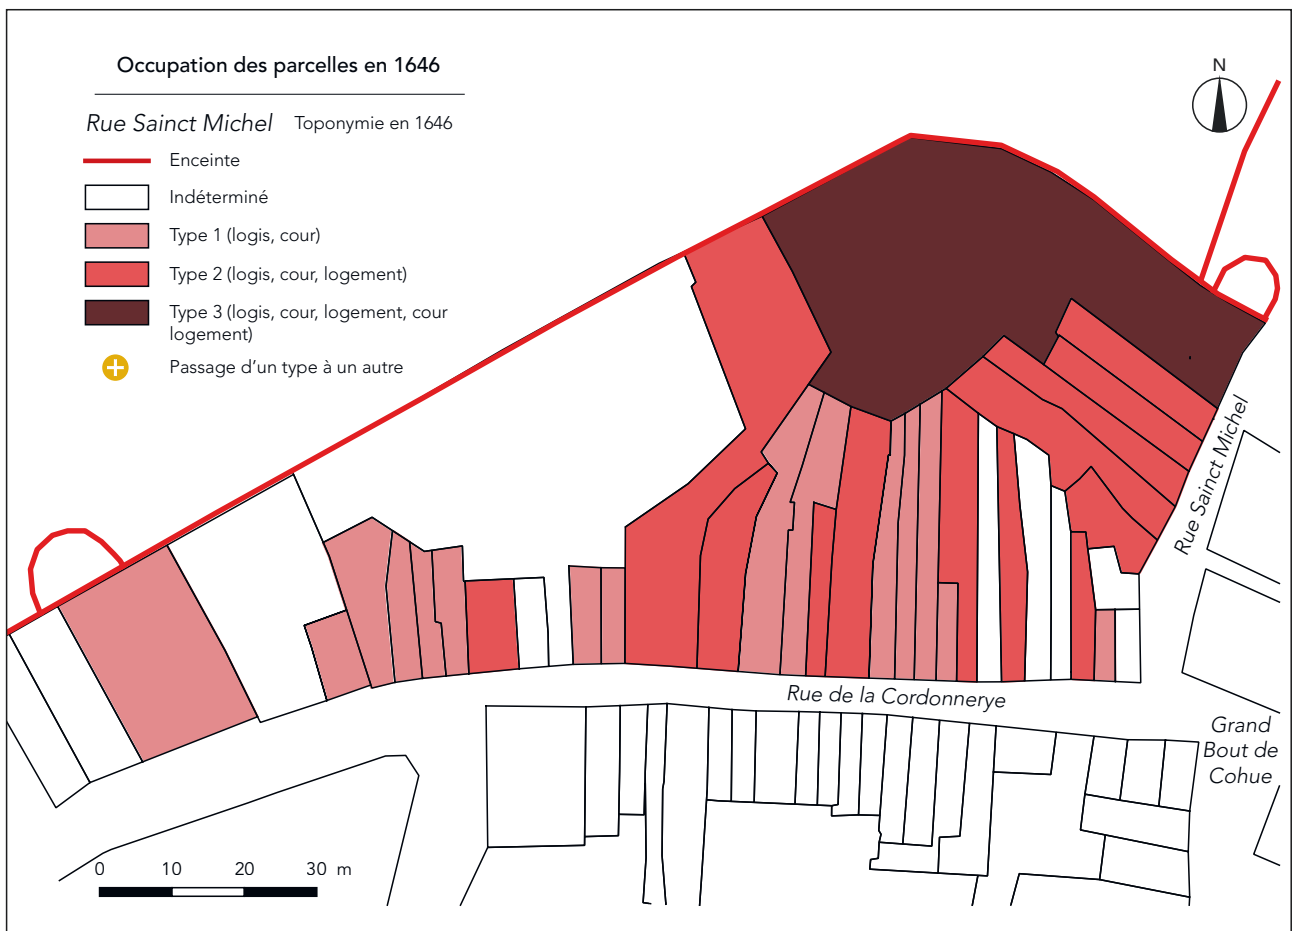 Occupation des parcelles en 1646
Rue Sainct Michel Toponymie en 1646
Enceinte
Indéterminé
Type 1 (logis, cour)
Type 2 (logis, cour, logement)
Type 3 (logis, cour, logement, cour
logement)
Passage d'un type à un autre
N
Rue Sainct Michel
Rue de la Cordonnerye
Grand
Bout de
Cohue
0 10 20 30 m